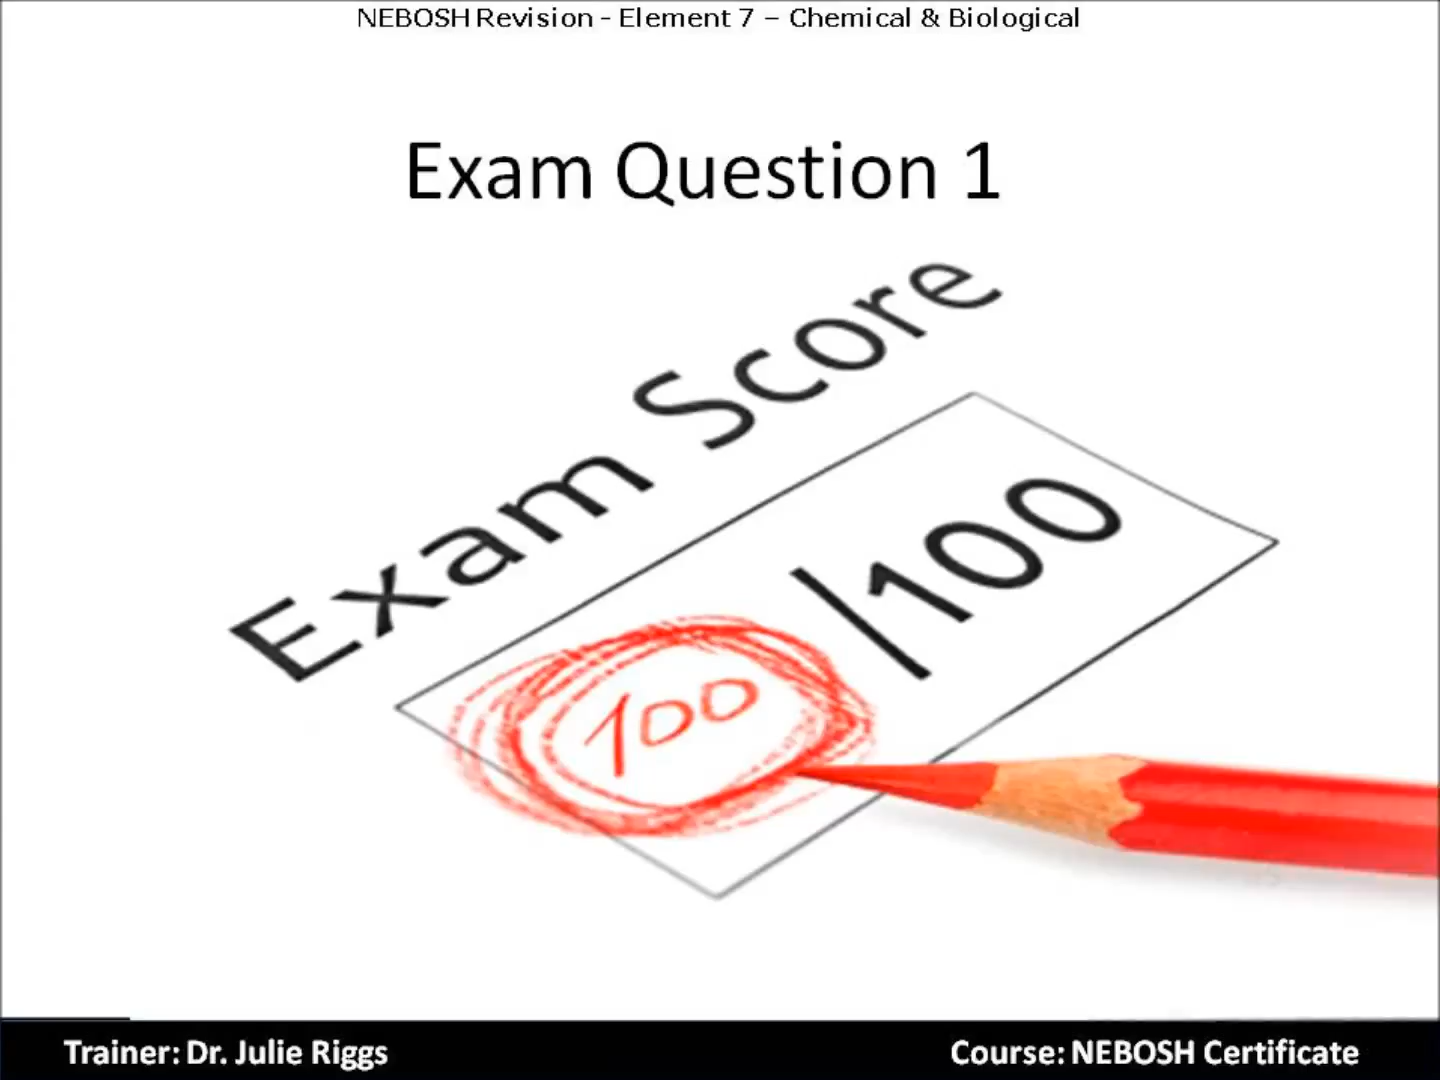 NEBOSH Revision - Element 7 – Chemical & Biological
Exam Question 1
Exam Score
100 /100
Trainer: Dr. Julie Riggs
Course: NEBOSH Certificate